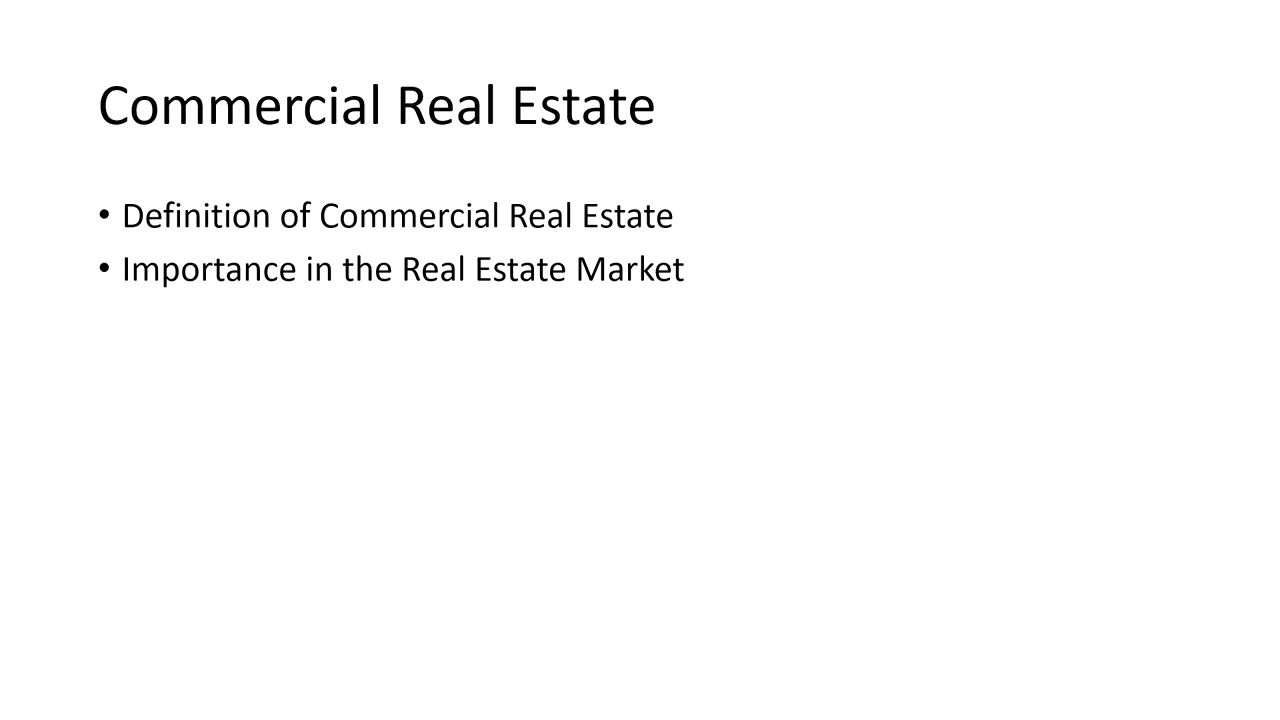 Commercial Real Estate
• Definition of Commercial Real Estate
• Importance in the Real Estate Market